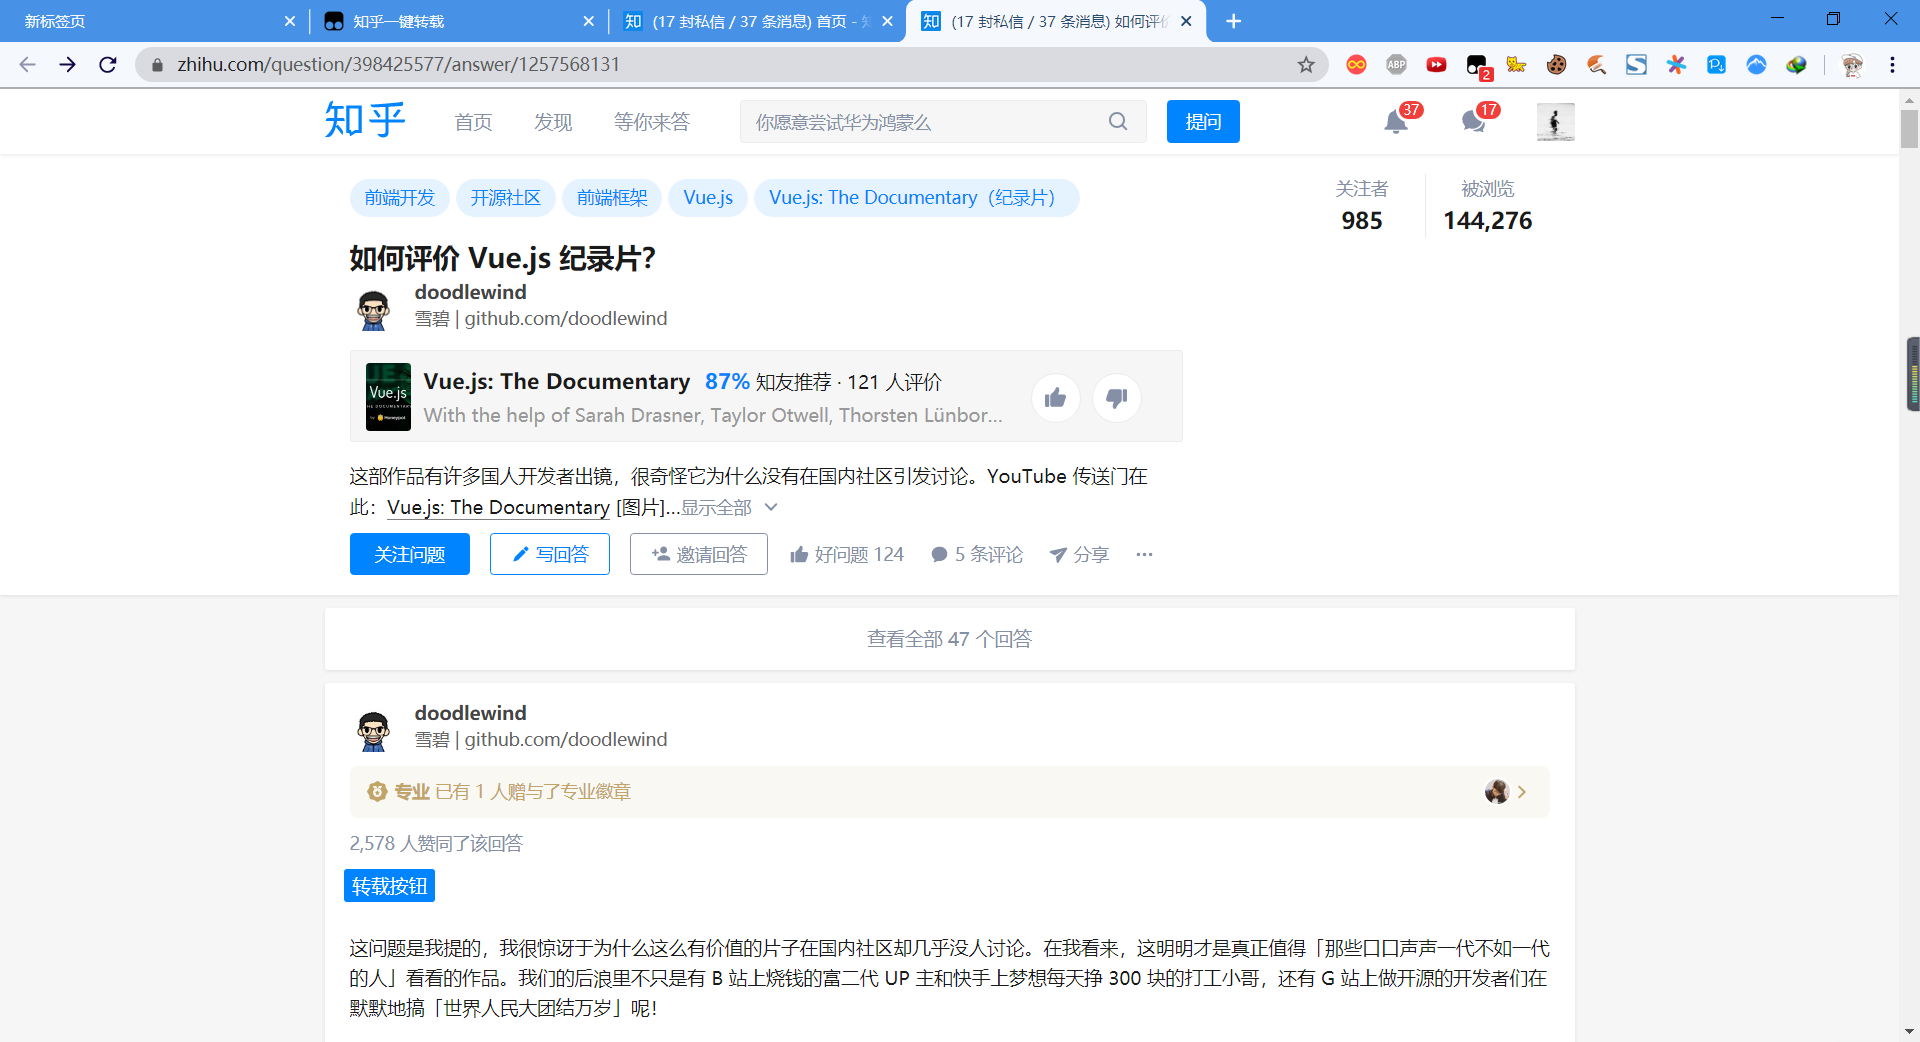 新标签页
知乎一键转载
(17 封私信 / 37 条消息) 首页 -
(17 封私信 / 37 条消息) 如何评
zhihu.com/question/398425577/answer/1257568131
ABP
2
知乎
首页
发现
等你来答
你愿意尝试华为鸿蒙么
提问
37
17
前端开发
开源社区
前端框架
Vue.js
Vue.js: The Documentary（纪录片）
关注者
985
被浏览
144,276
如何评价 Vue.js 纪录片？
doodlewind
雪碧 | github.com/doodlewind
Vue.js
Vue.js: The Documentary 87% 知友推荐 · 121 人评价
With the help of Sarah Drasner, Taylor Otwell, Thorsten Lünbor...
这部作品有许多国人开发者出镜，很奇怪它为什么没有在国内社区引发讨论。YouTube 传送门在
此：Vue.js: The Documentary [图片]...显示全部
关注问题
写回答
邀请回答
好问题 124
5 条评论
分享
查看全部 47 个回答
doodlewind
雪碧 | github.com/doodlewind
专业 已有 1 人赠与了专业徽章
2,578 人赞同了该回答
转载按钮
这问题是我提的，我很惊讶于为什么这么有价值的片子在国内社区却几乎没人讨论。在我看来，这明明才是真正值得「那些口口声声一代不如一代
的人」看看的作品。我们的后浪里不只是有 B 站上烧钱的富二代 UP 主和快手上梦想每天挣 300 块的打工小哥，还有 G 站上做开源的开发者们在
默默地搞「世界人民大团结万岁」呢！